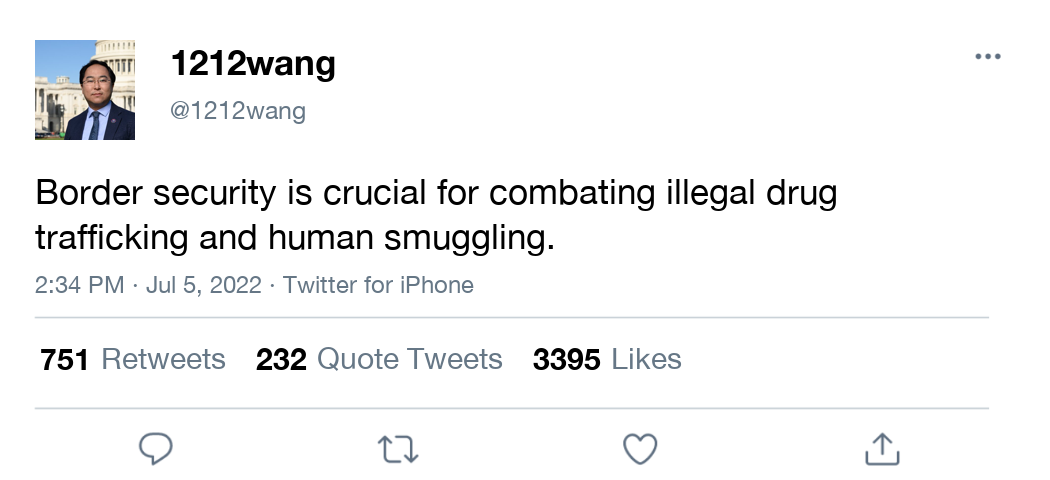 1212wang
@1212wang
Border security is crucial for combating illegal drug
trafficking and human smuggling.
2:34 PM · Jul 5, 2022 · Twitter for iPhone
751 Retweets 232 Quote Tweets 3395 Likes